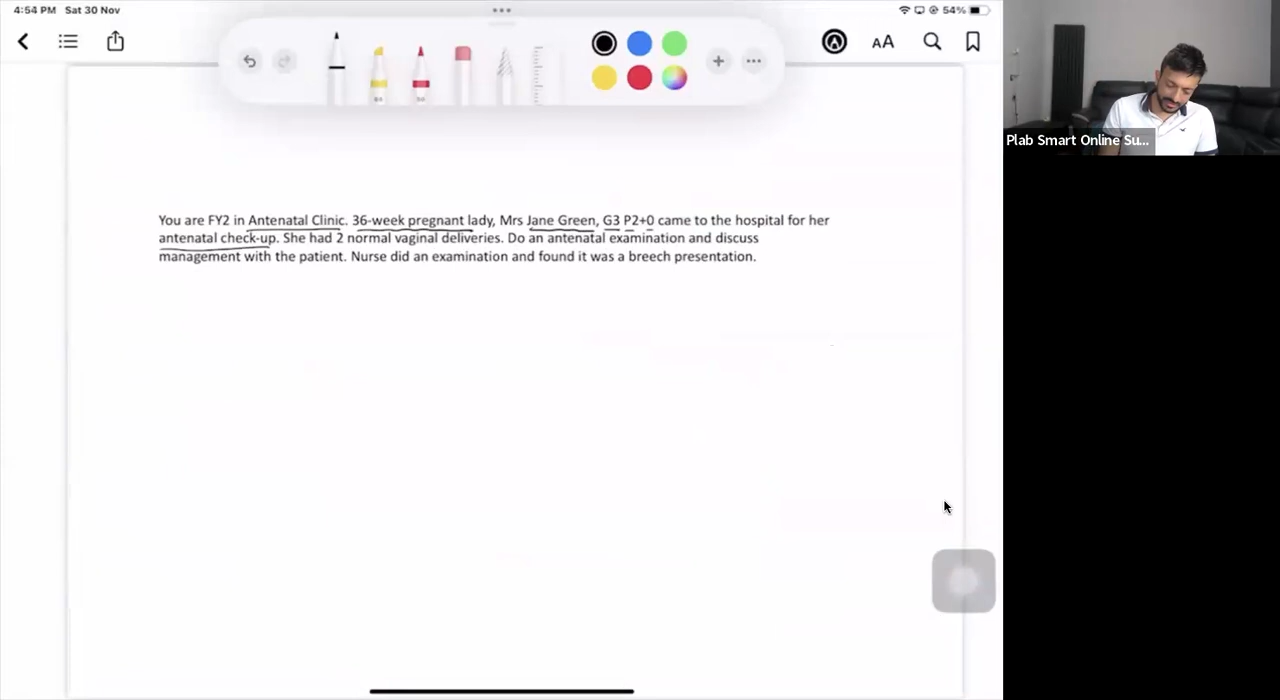 4:54 PM Sat 30 Nov
54%
AA
Plab Smart Online Su...
You are FY2 in Antenatal Clinic. 36-week pregnant lady, Mrs Jane Green, G3 P2+0 came to the hospital for her
antenatal check-up. She had 2 normal vaginal deliveries. Do an antenatal examination and discuss
management with the patient. Nurse did an examination and found it was a breech presentation.